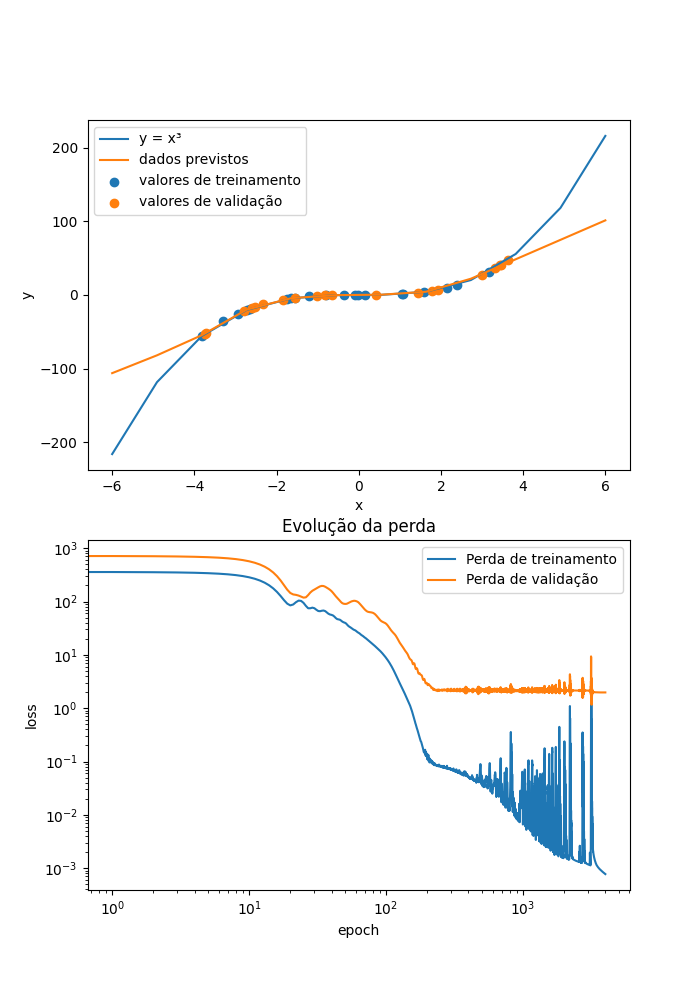 200
100
0
−100
−200
y
y = x³
dados previstos
valores de treinamento
valores de validação
−6 −4 −2 0 2 4 6
x
Evolução da perda
10³
10²
10¹
10⁰
10⁻¹
10⁻²
10⁻³
loss
Perda de treinamento
Perda de validação
10⁰ 10¹ 10² 10³
epoch